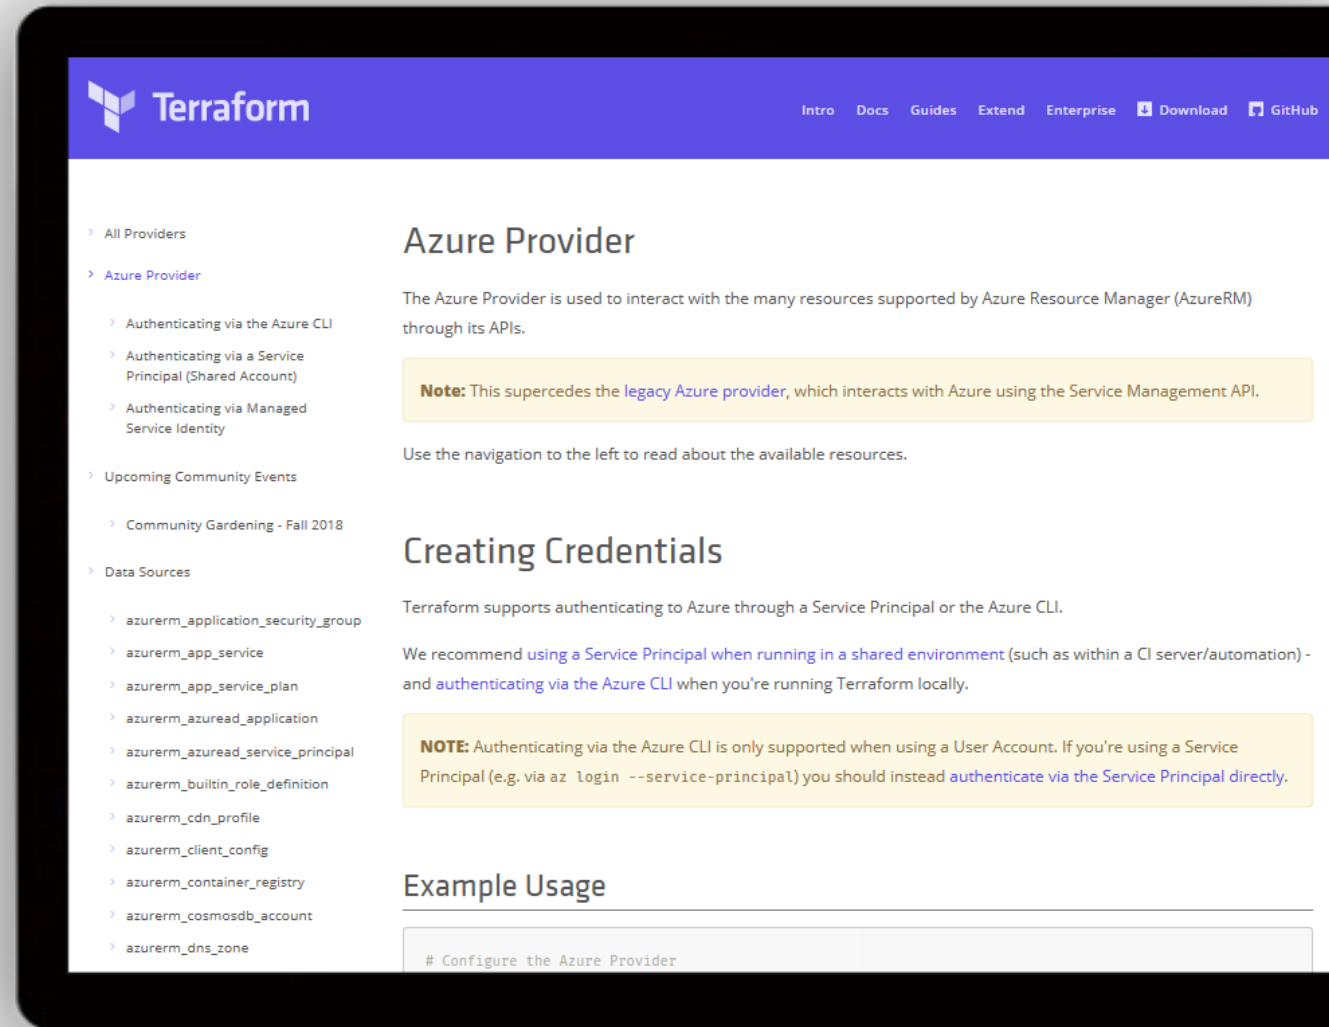 Terraform
Intro Docs Guides Extend Enterprise Download GitHub
All Providers
Azure Provider
Authenticating via the Azure CLI
Authenticating via a Service
Principal (Shared Account)
Authenticating via Managed
Service Identity
Upcoming Community Events
Community Gardening - Fall 2018
Data Sources
azurerm_application_security_group
azurerm_app_service
azurerm_app_service_plan
azurerm_azuread_application
azurerm_azuread_service_principal
azurerm_builtin_role_definition
azurerm_cdn_profile
azurerm_client_config
azurerm_container_registry
azurerm_cosmosdb_account
azurerm_dns_zone
Azure Provider
The Azure Provider is used to interact with the many resources supported by Azure Resource Manager (AzureRM)
through its APIs.
Note: This supercedes the legacy Azure provider, which interacts with Azure using the Service Management API.
Use the navigation to the left to read about the available resources.
Creating Credentials
Terraform supports authenticating to Azure through a Service Principal or the Azure CLI.
We recommend using a Service Principal when running in a shared environment (such as within a CI server/automation) -
and authenticating via the Azure CLI when you're running Terraform locally.
NOTE: Authenticating via the Azure CLI is only supported when using a User Account. If you're using a Service
Principal (e.g. via az login --service-principal) you should instead authenticate via the Service Principal directly.
Example Usage
# Configure the Azure Provider